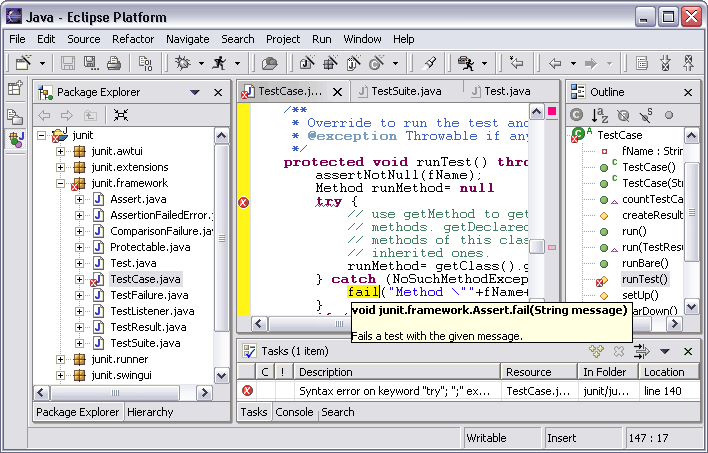 Java - Eclipse Platform
File Edit Source Refactor Navigate Search Project Run Window Help
Package Explorer
junit
junit.awtui
junit.extensions
junit.framework
Assert.java
AssertionFailedError.
ComparisonFailure.java
Protectable.java
Test.java
TestCase.java
TestFailure.java
TestListener.java
TestResult.java
TestSuite.java
junit.runner
junit.swingui
Package Explorer Hierarchy
TestCase.j... TestSuite.java Test.java
/**
* Override to run the test and
* @exception Throwable if any
*/
protected void runTest() thro
assertNotNull(fName);
Method runMethod= null
try {
// use getMethod to get
// methods. getDeclared
// methods of this clas
// inherited ones.
runMethod= getClass().g
} catch (NoSuchMethodExcep
fail("Method \""+fName+
}
void junit.framework.Assert.fail(String message)
Fails a test with the given message.
Outline
TestCase
fName : String
TestCase()
TestCase(String
countTestCa
createResult
run()
run(TestResu
runBare()
runTest()
setUp()
tearDown()
Tasks (1 item)
C ! Description Resource In Folder Location
Syntax error on keyword "try"; ";" ex... TestCase.j... junit/ju... line 140
Tasks Console Search
Writable Insert 147 : 17